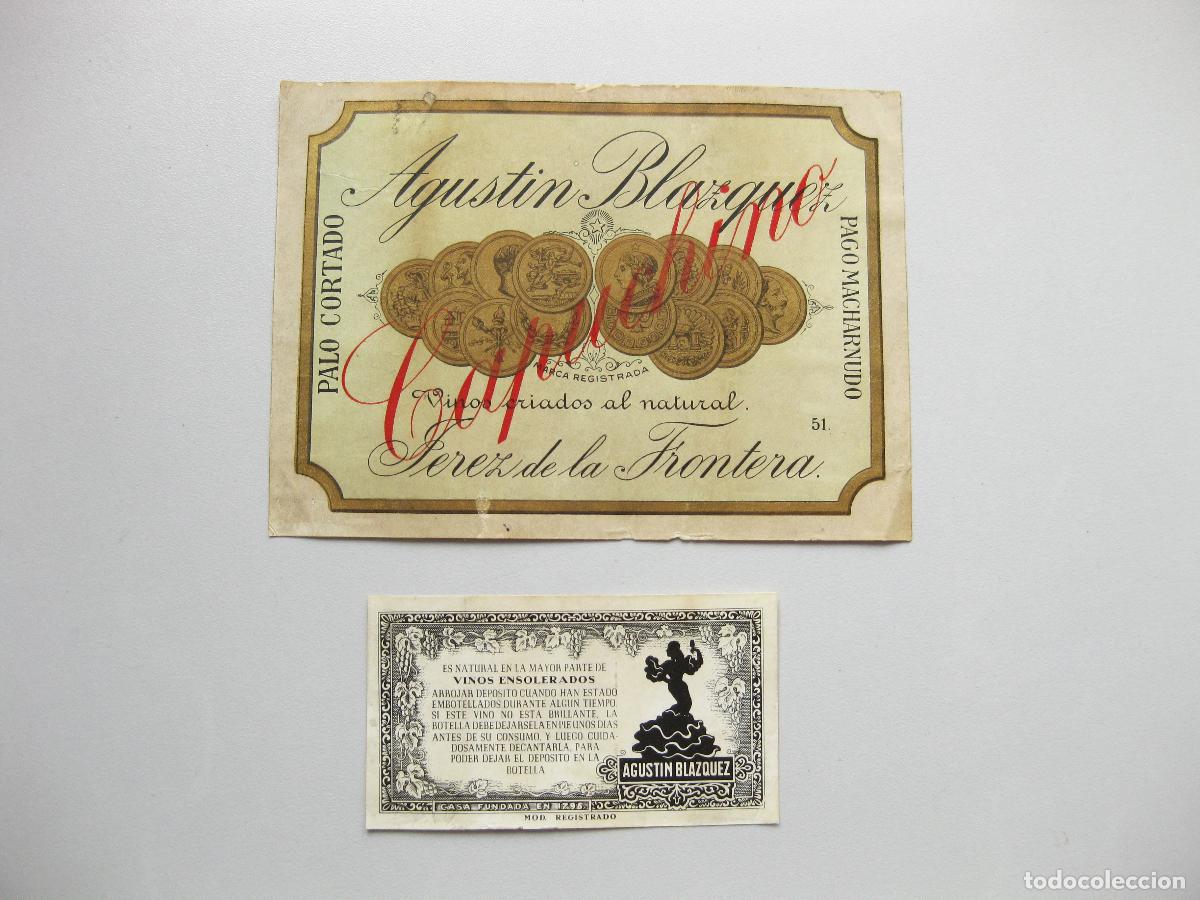 Agustin Blazquez
Capuchino
PALO CORTADO
PAGO MACHARNUDO
MARCA REGISTRADA
Vinos criados al natural.
51.
Jerez de la Frontera.
ES NATURAL EN LA MAYOR PARTE DE
VINOS ENSOLERADOS
ARROJAR DEPOSITO CUANDO HAN ESTADO
EMBOTELLADOS DURANTE ALGUN TIEMPO.
SI ESTE VINO NO ESTA BRILLANTE, LA
BOTELLA DEBE DEJARSELA EN PIE UNOS DIAS
ANTES DE SU CONSUMO, Y LUEGO CUIDA-
DOSAMENTE DECANTARLA, PARA
PODER DEJAR EL DEPOSITO EN LA
BOTELLA
AGUSTIN BLAZQUEZ
CASA FUNDADA EN 1795.
MOD. REGISTRADO
todocoleccion